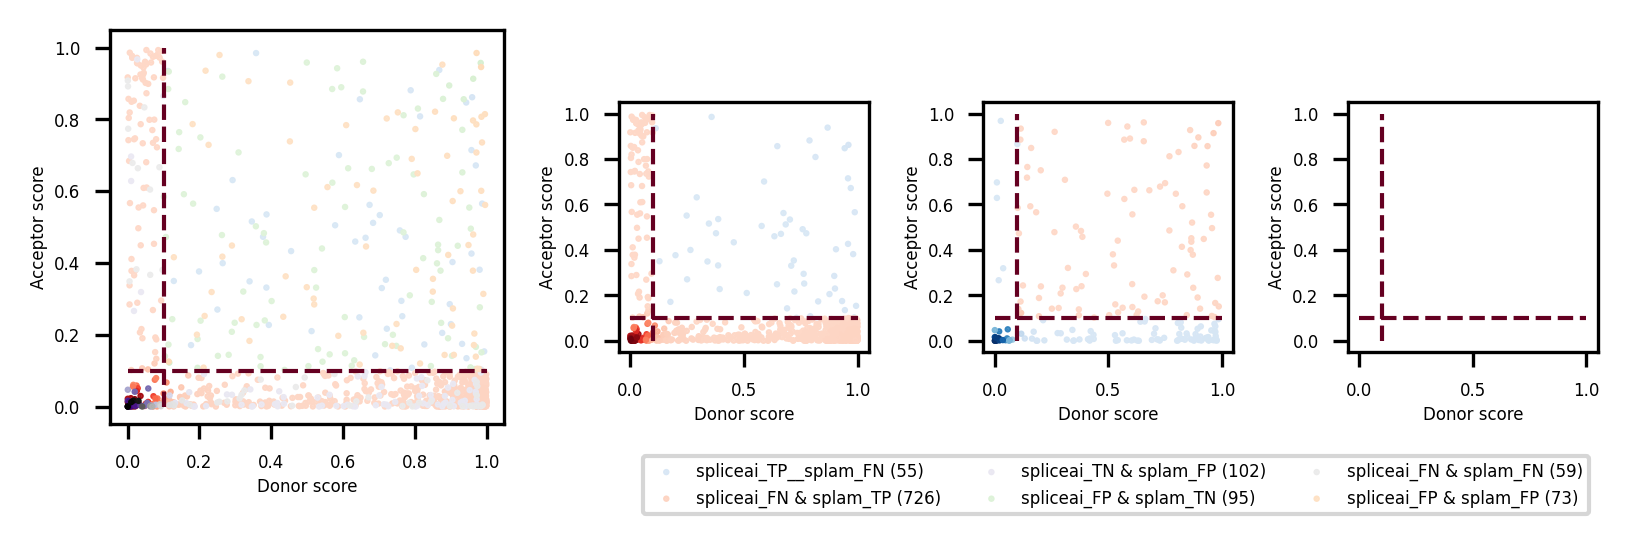 1.0
0.8
0.6
0.4
0.2
0.0
Acceptor score
0.0 0.2 0.4 0.6 0.8 1.0
Donor score
1.0
0.8
0.6
0.4
0.2
0.0
Acceptor score
0.0 0.5 1.0
Donor score
1.0
0.8
0.6
0.4
0.2
0.0
Acceptor score
0.0 0.5 1.0
Donor score
1.0
0.8
0.6
0.4
0.2
0.0
Acceptor score
0.0 0.5 1.0
Donor score
spliceai_TP__splam_FN (55) spliceai_TN & splam_FP (102) spliceai_FN & splam_FN (59)
spliceai_FN & splam_TP (726) spliceai_FP & splam_TN (95) spliceai_FP & splam_FP (73)